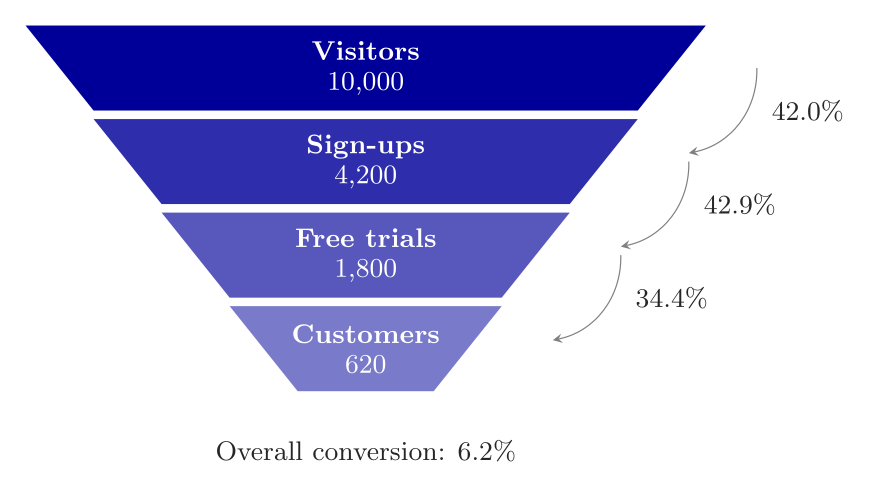 Visitors
10,000
42.0%
Sign-ups
4,200
42.9%
Free trials
1,800
34.4%
Customers
620
Overall conversion: 6.2%